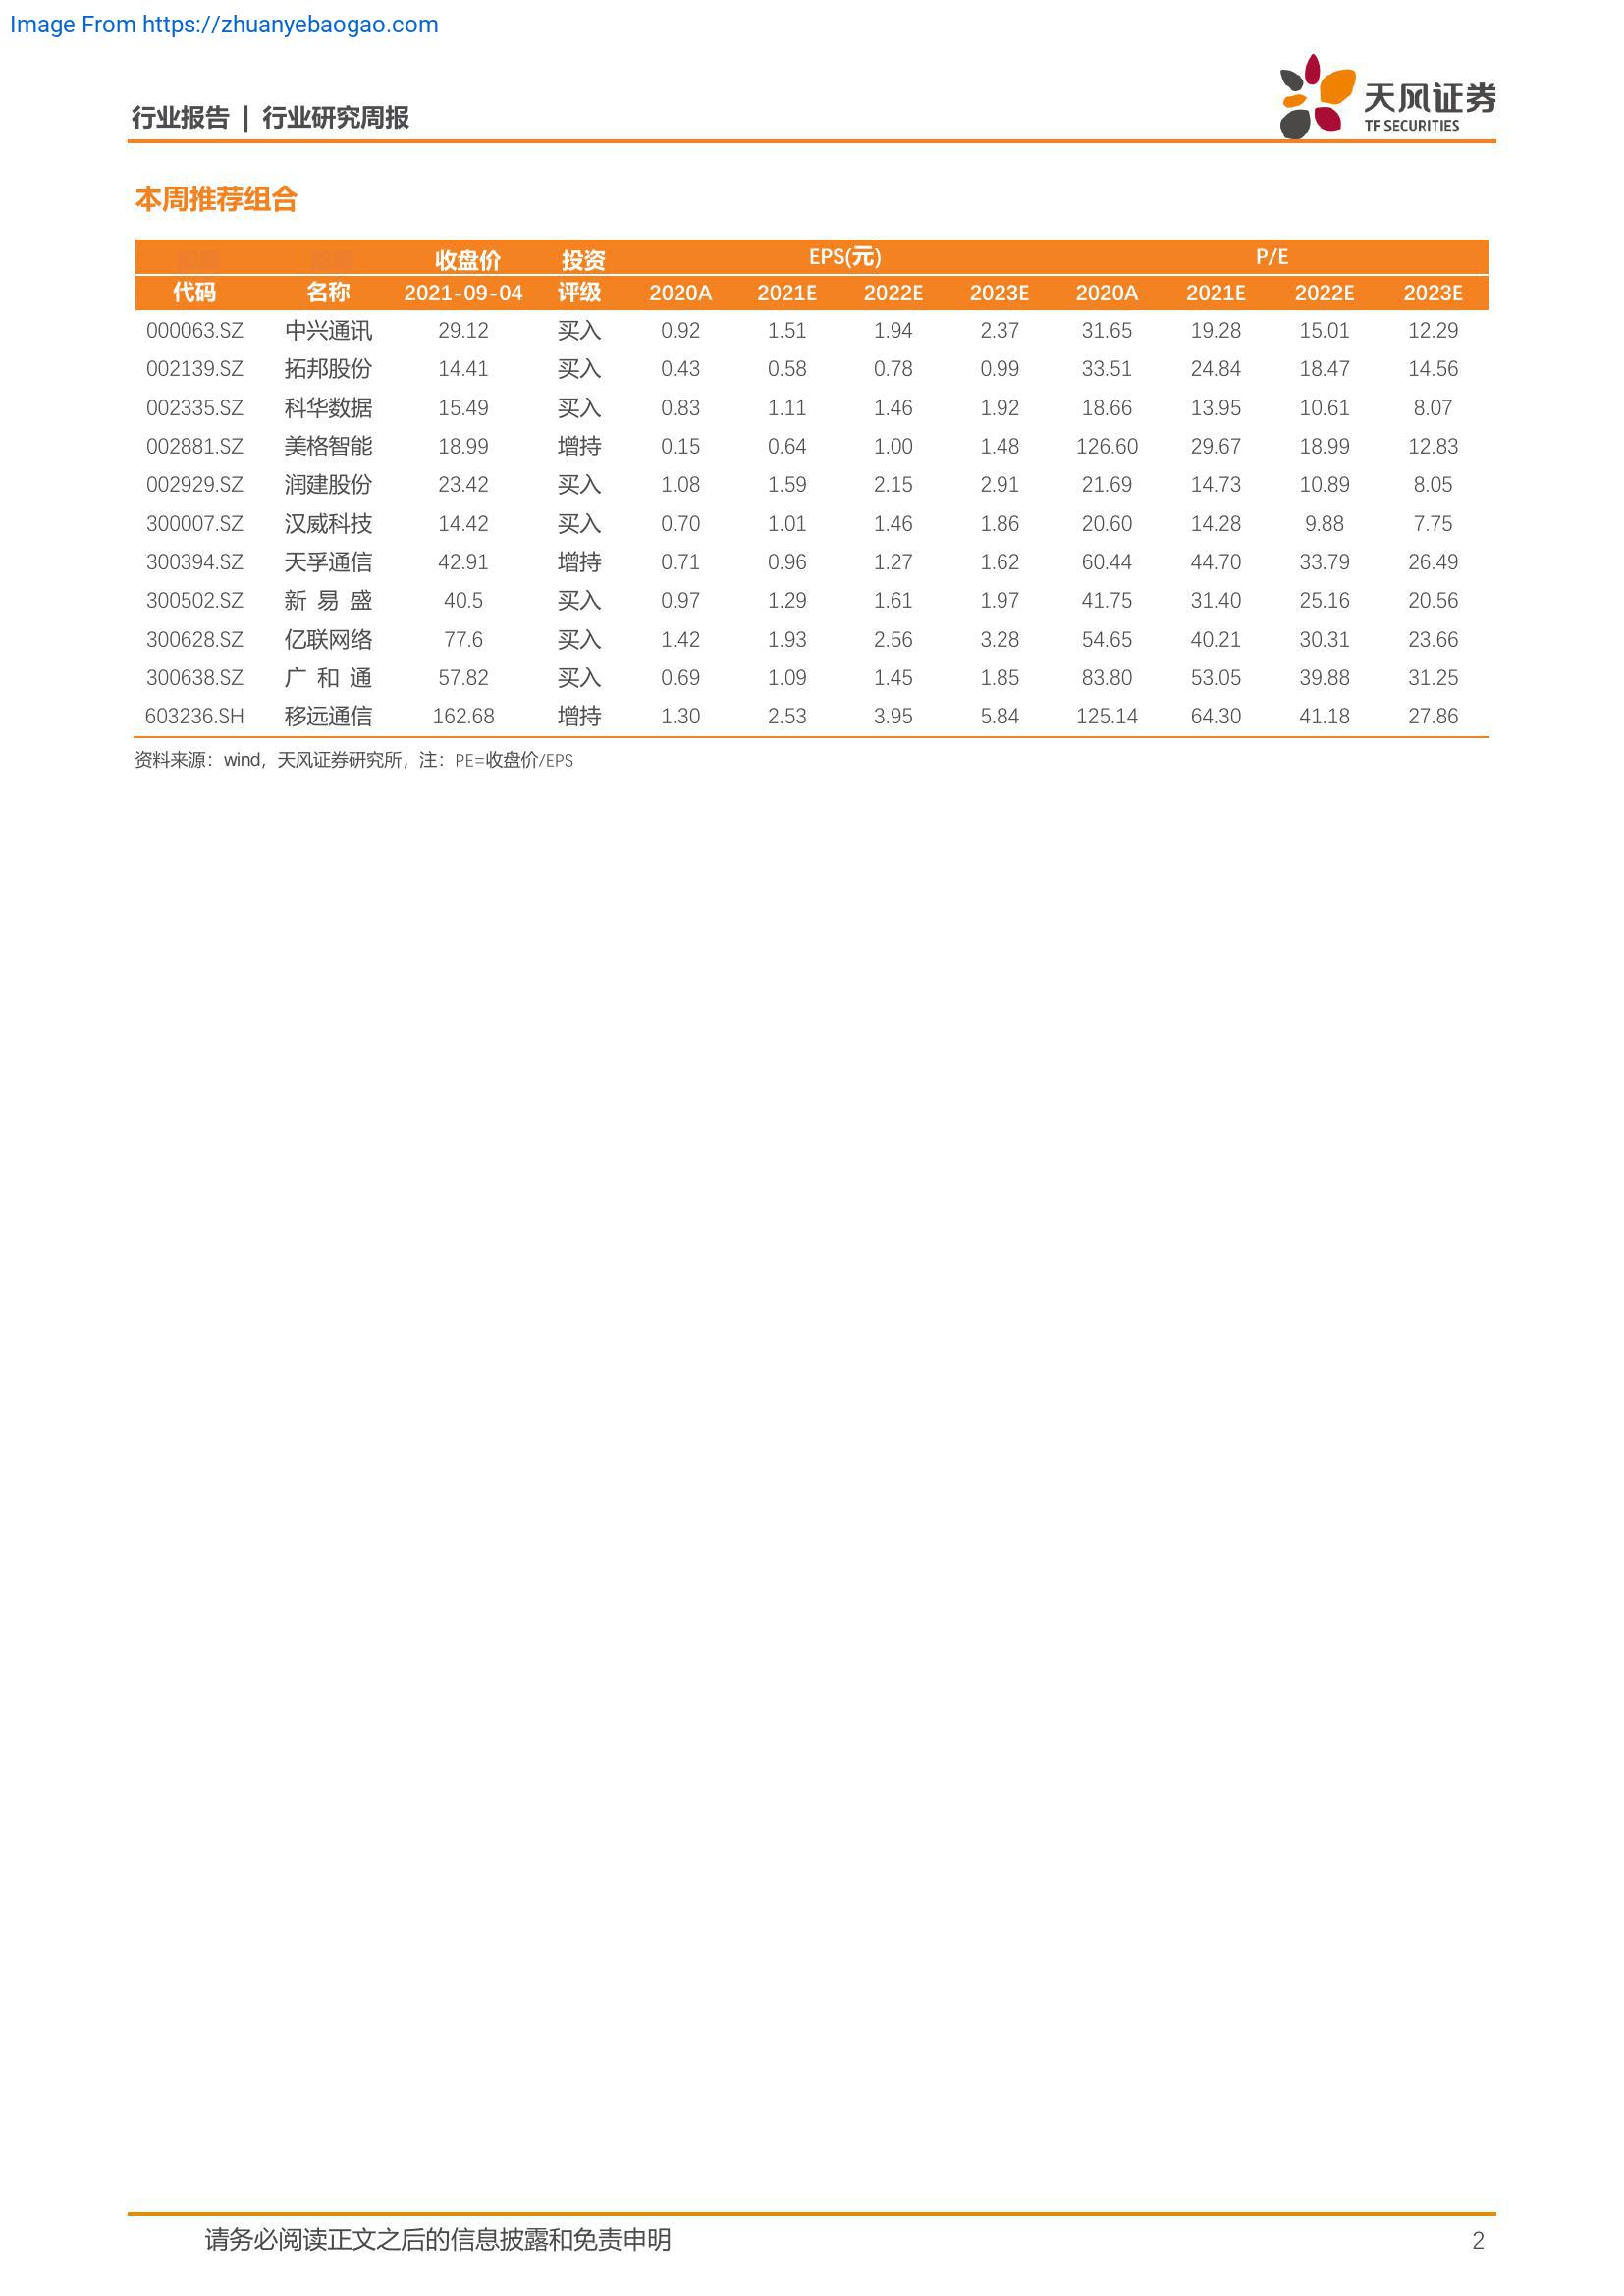 Image From https://zhuanyebaogao.com
行业报告 | 行业研究周报
天风证券
TF SECURITIES
本周推荐组合
收盘价 投资 EPS(元) P/E
代码 名称 2021-09-04 评级 2020A 2021E 2022E 2023E 2020A 2021E 2022E 2023E
000063.SZ 中兴通讯 29.12 买入 0.92 1.51 1.94 2.37 31.65 19.28 15.01 12.29
002139.SZ 拓邦股份 14.41 买入 0.43 0.58 0.78 0.99 33.51 24.84 18.47 14.56
002335.SZ 科华数据 15.49 买入 0.83 1.11 1.46 1.92 18.66 13.95 10.61 8.07
002881.SZ 美格智能 18.99 增持 0.15 0.64 1.00 1.48 126.60 29.67 18.99 12.83
002929.SZ 润建股份 23.42 买入 1.08 1.59 2.15 2.91 21.69 14.73 10.89 8.05
300007.SZ 汉威科技 14.42 买入 0.70 1.01 1.46 1.86 20.60 14.28 9.88 7.75
300394.SZ 天孚通信 42.91 增持 0.71 0.96 1.27 1.62 60.44 44.70 33.79 26.49
300502.SZ 新 易 盛 40.5 买入 0.97 1.29 1.61 1.97 41.75 31.40 25.16 20.56
300628.SZ 亿联网络 77.6 买入 1.42 1.93 2.56 3.28 54.65 40.21 30.31 23.66
300638.SZ 广 和 通 57.82 买入 0.69 1.09 1.45 1.85 83.80 53.05 39.88 31.25
603236.SH 移远通信 162.68 增持 1.30 2.53 3.95 5.84 125.14 64.30 41.18 27.86
资料来源：wind，天风证券研究所，注：PE=收盘价/EPS
请务必阅读正文之后的信息披露和免责申明 2